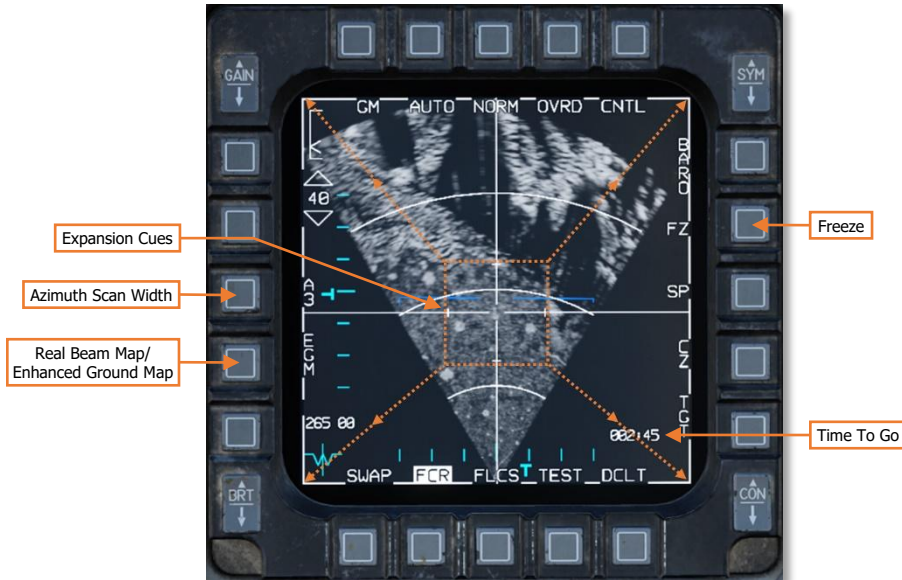 GAIN
SYM
GM AUTO NORM OVRD CNTL
BARO
40
FZ
Expansion Cues
Freeze
Azimuth Scan Width
A3
SP
Real Beam Map/
Enhanced Ground Map
EGM
CZ
265 00
TGT
002:45
Time To Go
SWAP FCR FLCS TEST DCLT
BRT
CON